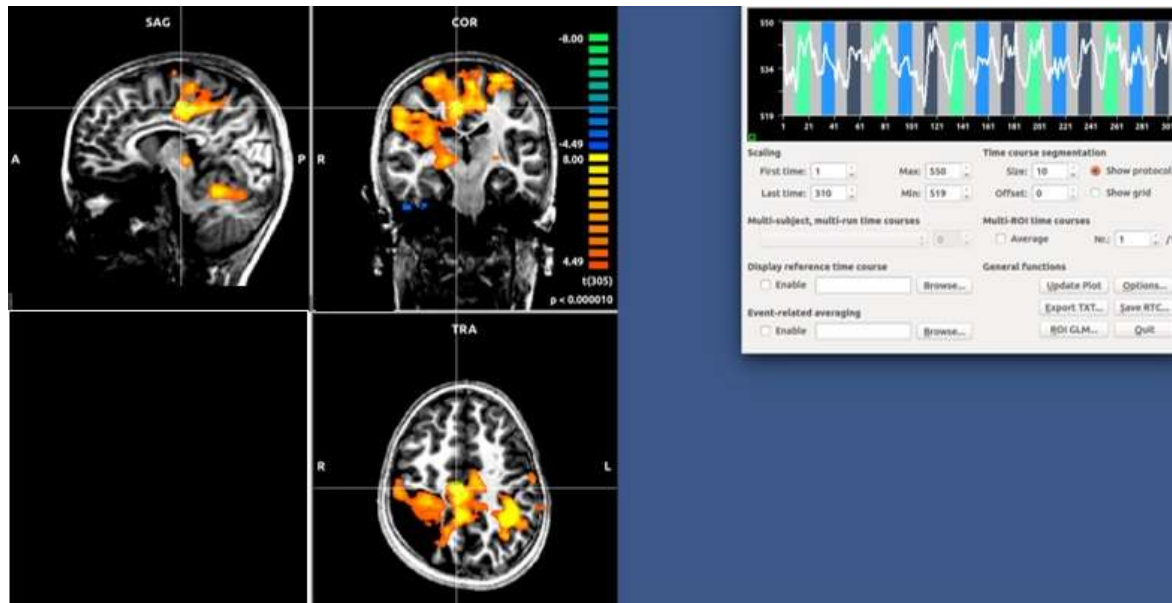 SAG
A
P
COR
R
-8.00
-4.49
8.00
4.49
t(305)
p < 0.000010
TRA
R
L
550
534
519
1 21 41 61 81 101 121 141 161 181 201 221 241 261 281 301
Scaling
First time: 1 Max: 550
Last time: 310 Min: 519
Time course segmentation
Size: 10 Show protocol
Offset: 0 Show grid
Multi-subject, multi-run time courses
0
Multi-ROI time courses
Average Nr.: 1
Display reference time course
Enable Browse...
Event-related averaging
Enable Browse...
General functions
Update Plot Options...
Export TXT... Save RTC...
ROI GLM... Quit